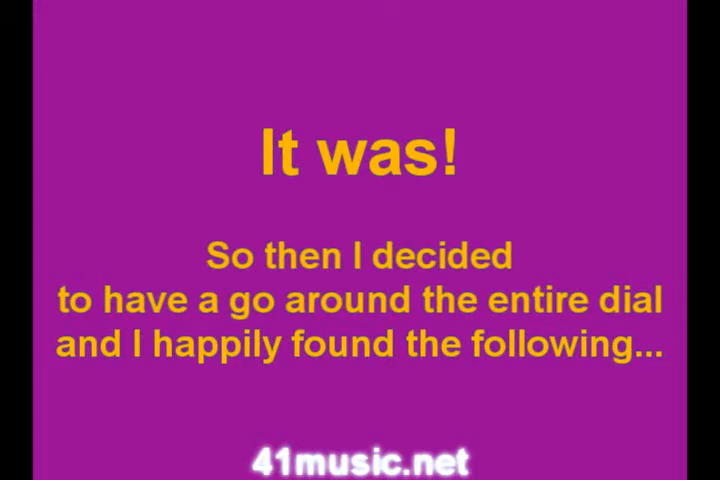 It was!
So then I decided
to have a go around the entire dial
and I happily found the following...
41music.net